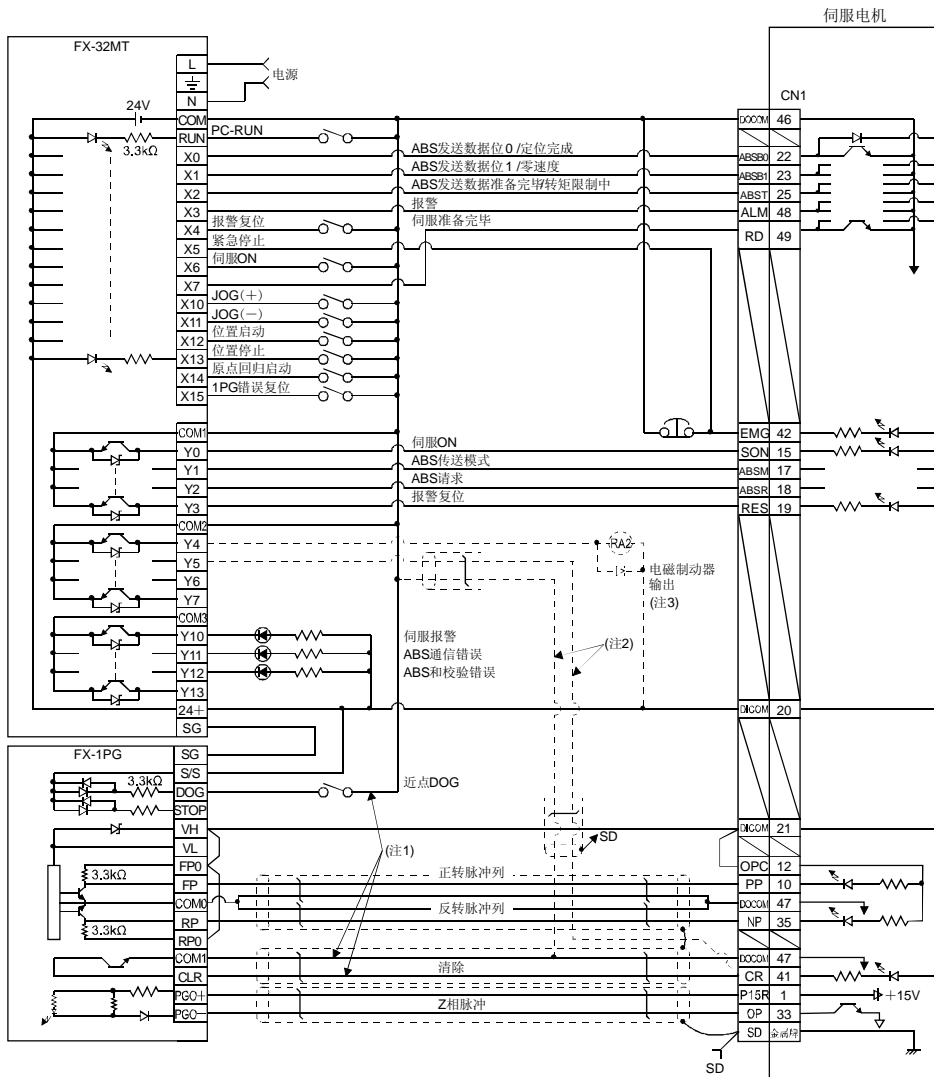 伺服电机
FX-32MT
L
电源
N
24V
CN1
COM
DOCOM 46
RUN PC-RUN
3.3kΩ
X0 ABS发送数据位0/定位完成 ABSB0 22
X1 ABS发送数据位1/零速度 ABSB1 23
X2 ABS发送数据准备完毕/转矩限制中 ABST 25
X3 报警 ALM 48
X4 报警复位 伺服准备完毕 RD 49
X5 紧急停止
X6 伺服ON
X7
X10 JOG(+)
X11 JOG(—)
X12 位置启动
X13 位置停止
X14 原点回归启动
X15 1PG错误复位
COM1 EMG 42
Y0 伺服ON SON 15
Y1 ABS传送模式 ABSM 17
Y2 ABS请求 ABSR 18
Y3 报警复位 RES 19
COM2
Y4 RA2
Y5 电磁制动器
Y6 输出
Y7 (注3)
COM3
Y10 伺服报警 (注2)
Y11 ABS通信错误
Y12 ABS和校验错误
Y13
24+ DICOM 20
SG
FX-1PG
SG
S/S
3.3kΩ
DOG 近点DOG
STOP
VH DICOM 21
SD
VL (注1)
FP0 OPC 12
3.3kΩ
FP 正转脉冲列 PP 10
COM0 DOCOM 47
RP 反转脉冲列 NP 35
3.3kΩ
RP0
COM1 DOCOM 47
CLR 清除 CR 41
PGO+ P15R 1 +15V
PGO— Z相脉冲 OP 33
SD 金属牌
SD